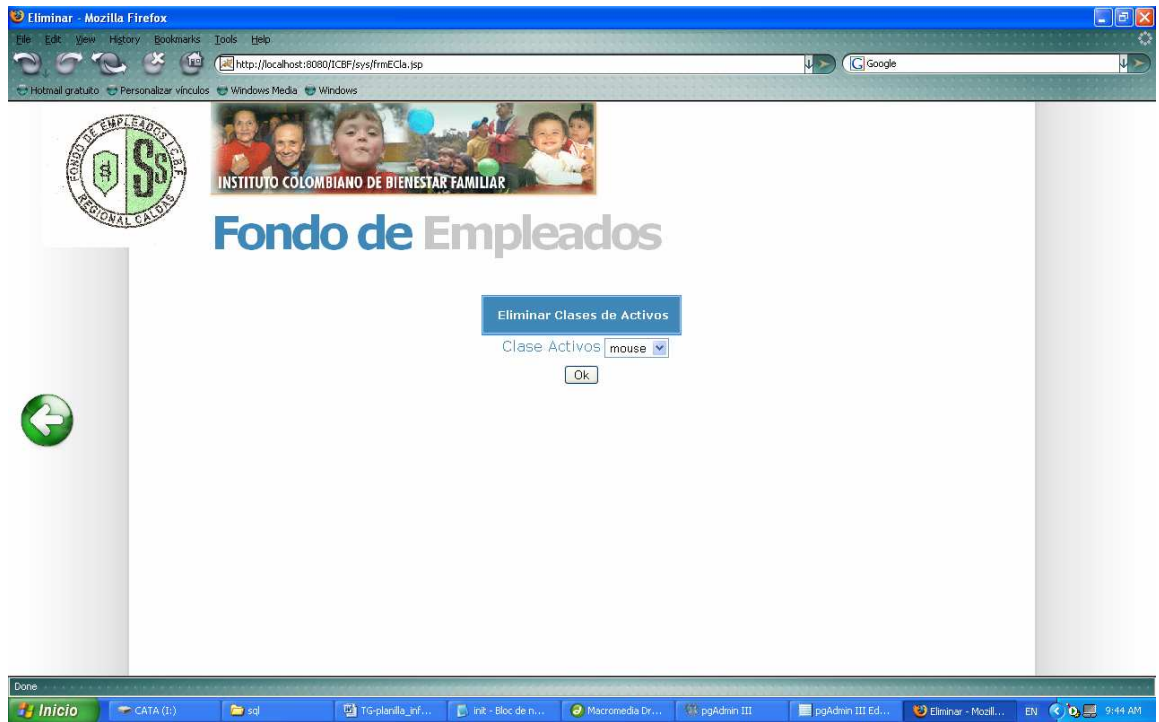 Eliminar - Mozilla Firefox
File Edit View History Bookmarks Tools Help
http://localhost:8080/ICBF/sys/frmECla.jsp
G Google
Hotmail gratuito Personalizar vínculos Windows Media Windows
FONDO DE EMPLEADOS I.C.B.F.
SS
REGIONAL CALDAS
INSTITUTO COLOMBIANO DE BIENESTAR FAMILIAR
Fondo de Empleados
Eliminar Clases de Activos
Clase Activos mouse
Ok
Done
Inicio CATA (I:) sql TG-planilla_inf... init - Bloc de n... Macromedia Dr... pgAdmin III pgAdmin III Ed... Eliminar - Mozill... EN 9:44 AM